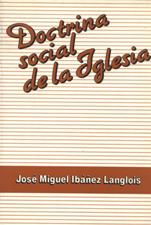 Doctrina
social
de la Iglesia
José Miguel Ibañez Langlois